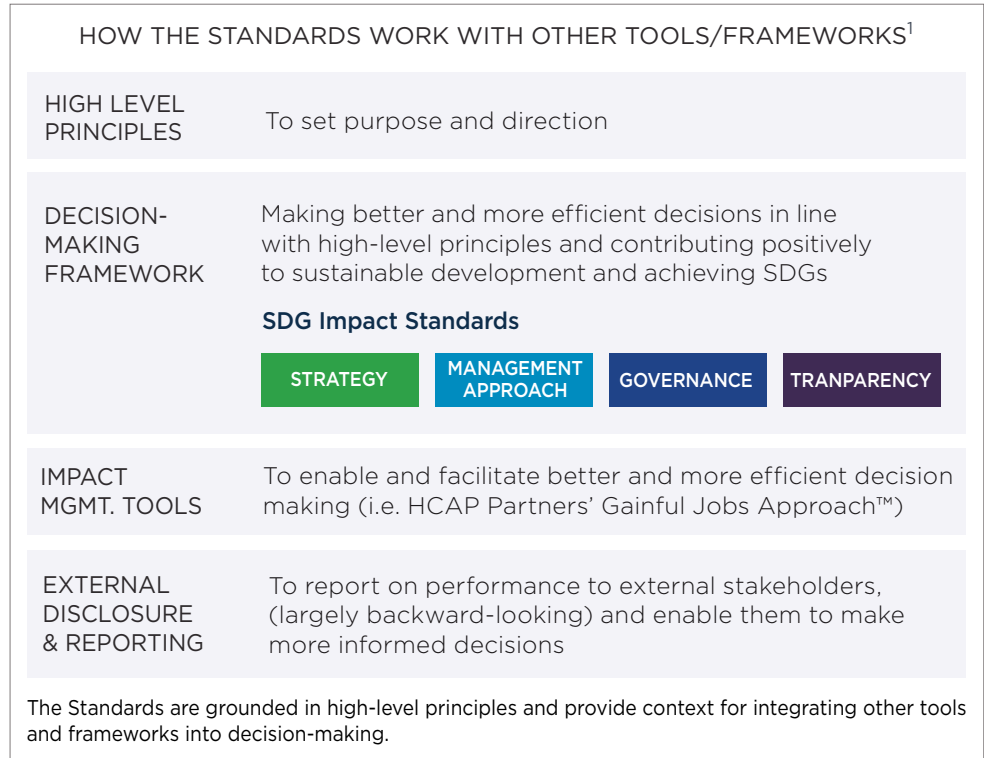 HOW THE STANDARDS WORK WITH OTHER TOOLS/FRAMEWORKS¹
HIGH LEVEL
PRINCIPLES
To set purpose and direction
DECISION-
MAKING
FRAMEWORK
Making better and more efficient decisions in line
with high-level principles and contributing positively
to sustainable development and achieving SDGs
SDG Impact Standards
STRATEGY
MANAGEMENT
APPROACH
GOVERNANCE
TRANPARENCY
IMPACT
MGMT. TOOLS
To enable and facilitate better and more efficient decision
making (i.e. HCAP Partners’ Gainful Jobs Approach™)
EXTERNAL
DISCLOSURE
& REPORTING
To report on performance to external stakeholders,
(largely backward-looking) and enable them to make
more informed decisions
The Standards are grounded in high-level principles and provide context for integrating other tools
and frameworks into decision-making.